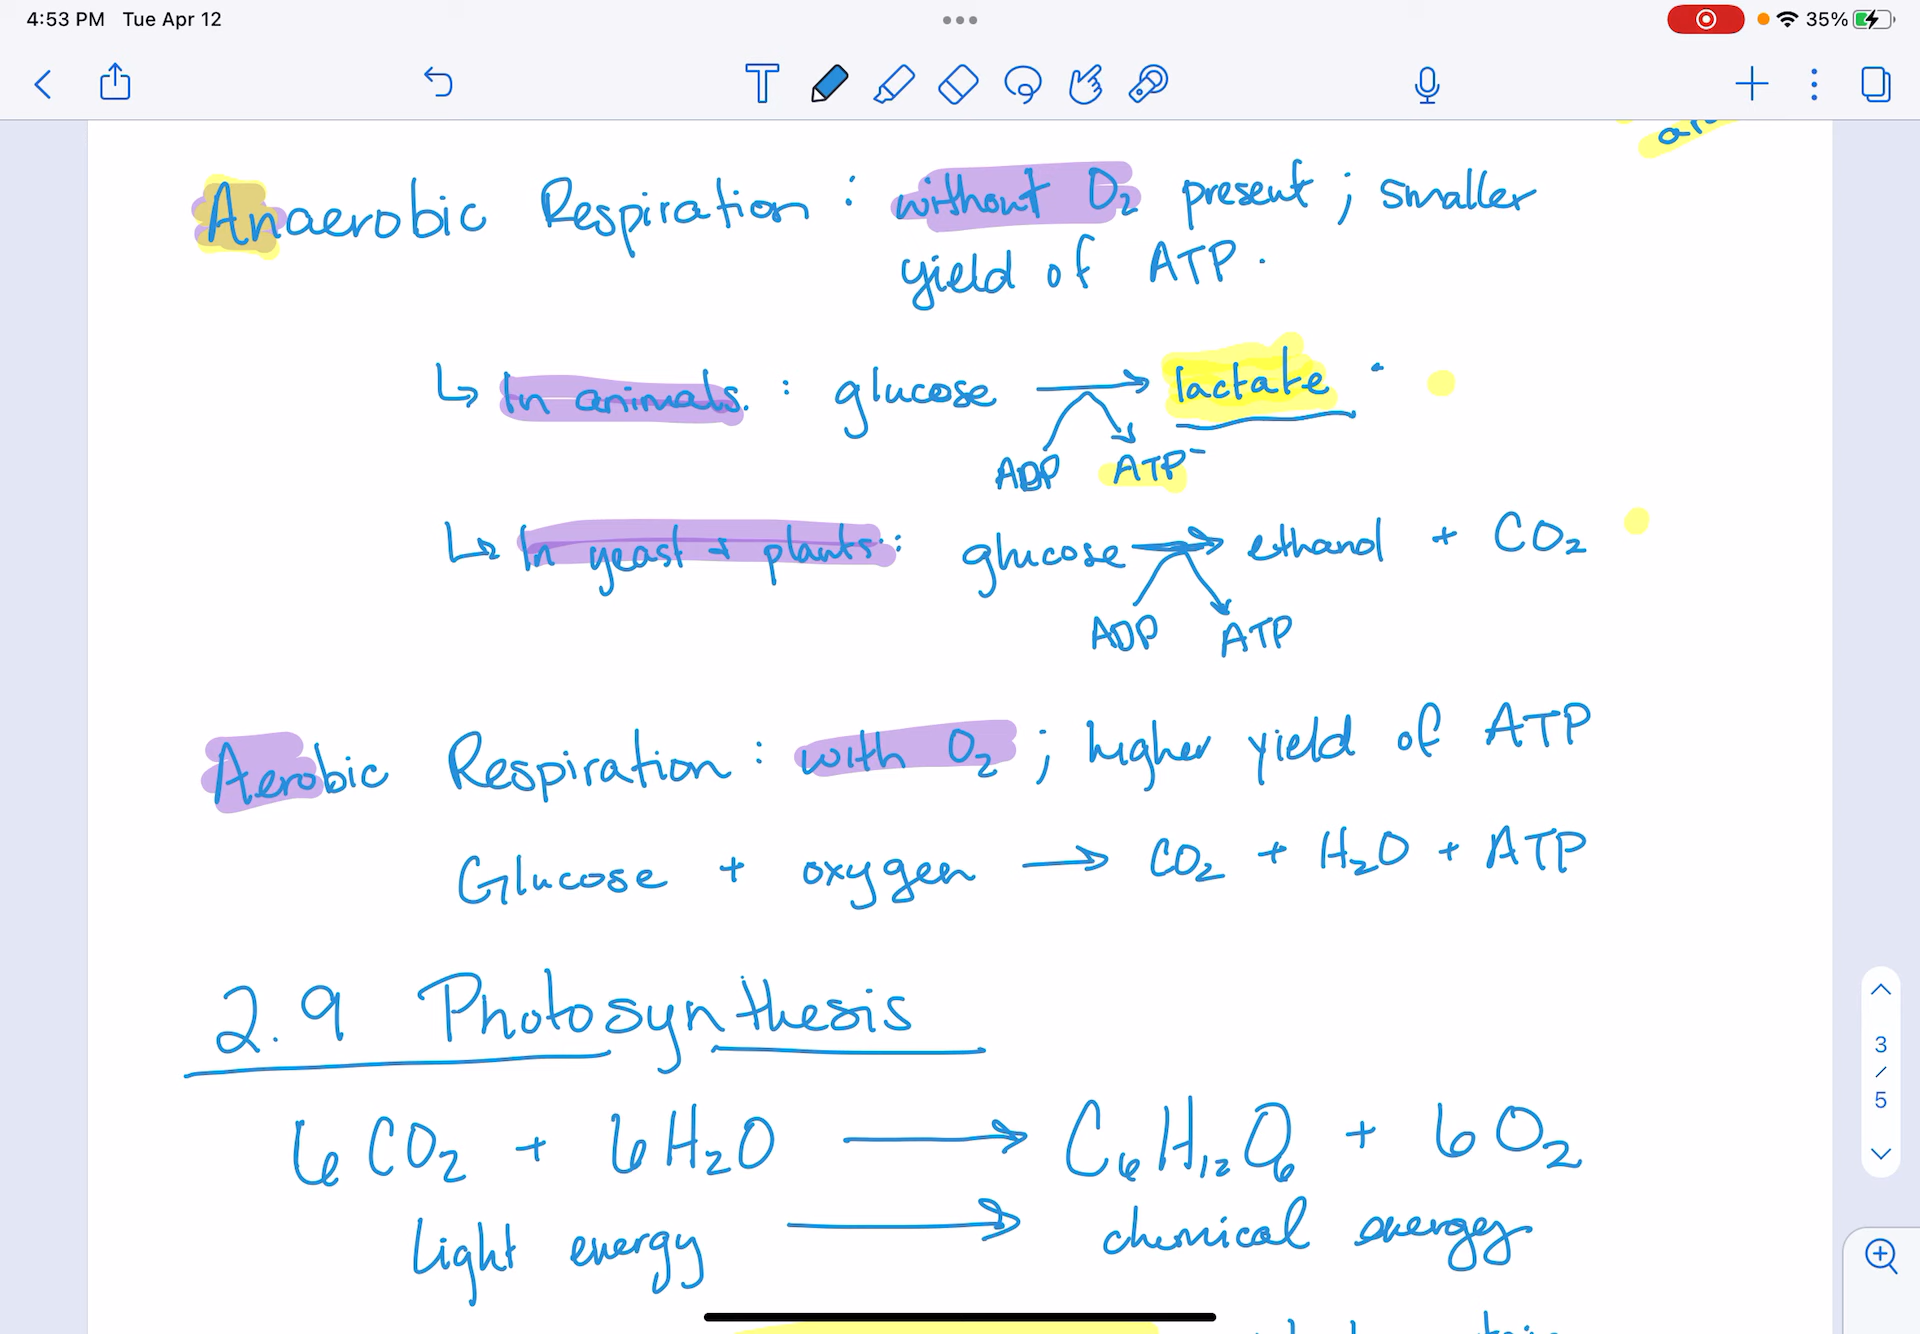 4:53 PM Tue Apr 12
35%
Anaerobic Respiration : without O₂ present ; smaller
yield of ATP.
↳ In animals. : glucose → lactate
ADP ATP
↳ In yeast + plants : glucose → ethanol + CO₂
ADP ATP
Aerobic Respiration : with O₂ ; higher yield of ATP
Glucose + oxygen → CO₂ + H₂O + ATP
2.9 Photosynthesis
6 CO₂ + 6 H₂O → C₆H₁₂O₆ + 6 O₂
light energy → chemical energy
3
/
5